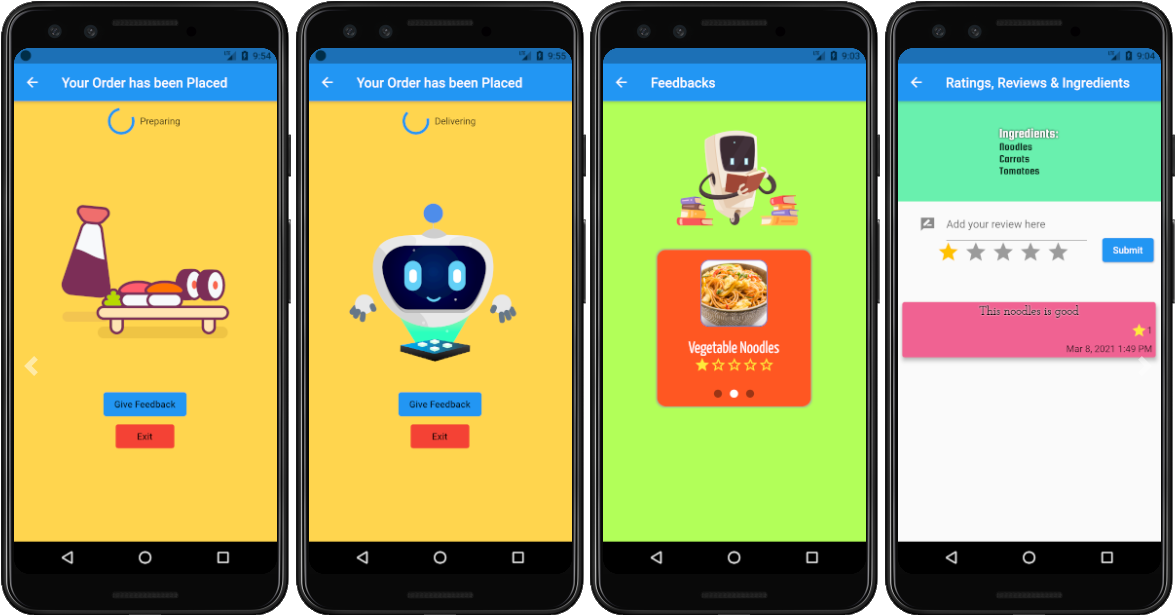 9:54
Your Order has been Placed
Preparing
Give Feedback
Exit
9:55
Your Order has been Placed
Delivering
Give Feedback
Exit
9:03
Feedbacks
Vegetable Noodles
9:04
Ratings, Reviews & Ingredients
Ingredients:
Noodles
Carrots
Tomatoes
Add your review here
Submit
This noodles is good
1
Mar 8, 2021 1:49 PM